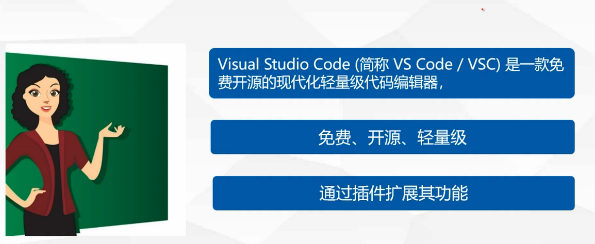 Visual Studio Code (简称 VS Code / VSC) 是一款免
费开源的现代化轻量级代码编辑器，
免费、开源、轻量级
通过插件扩展其功能